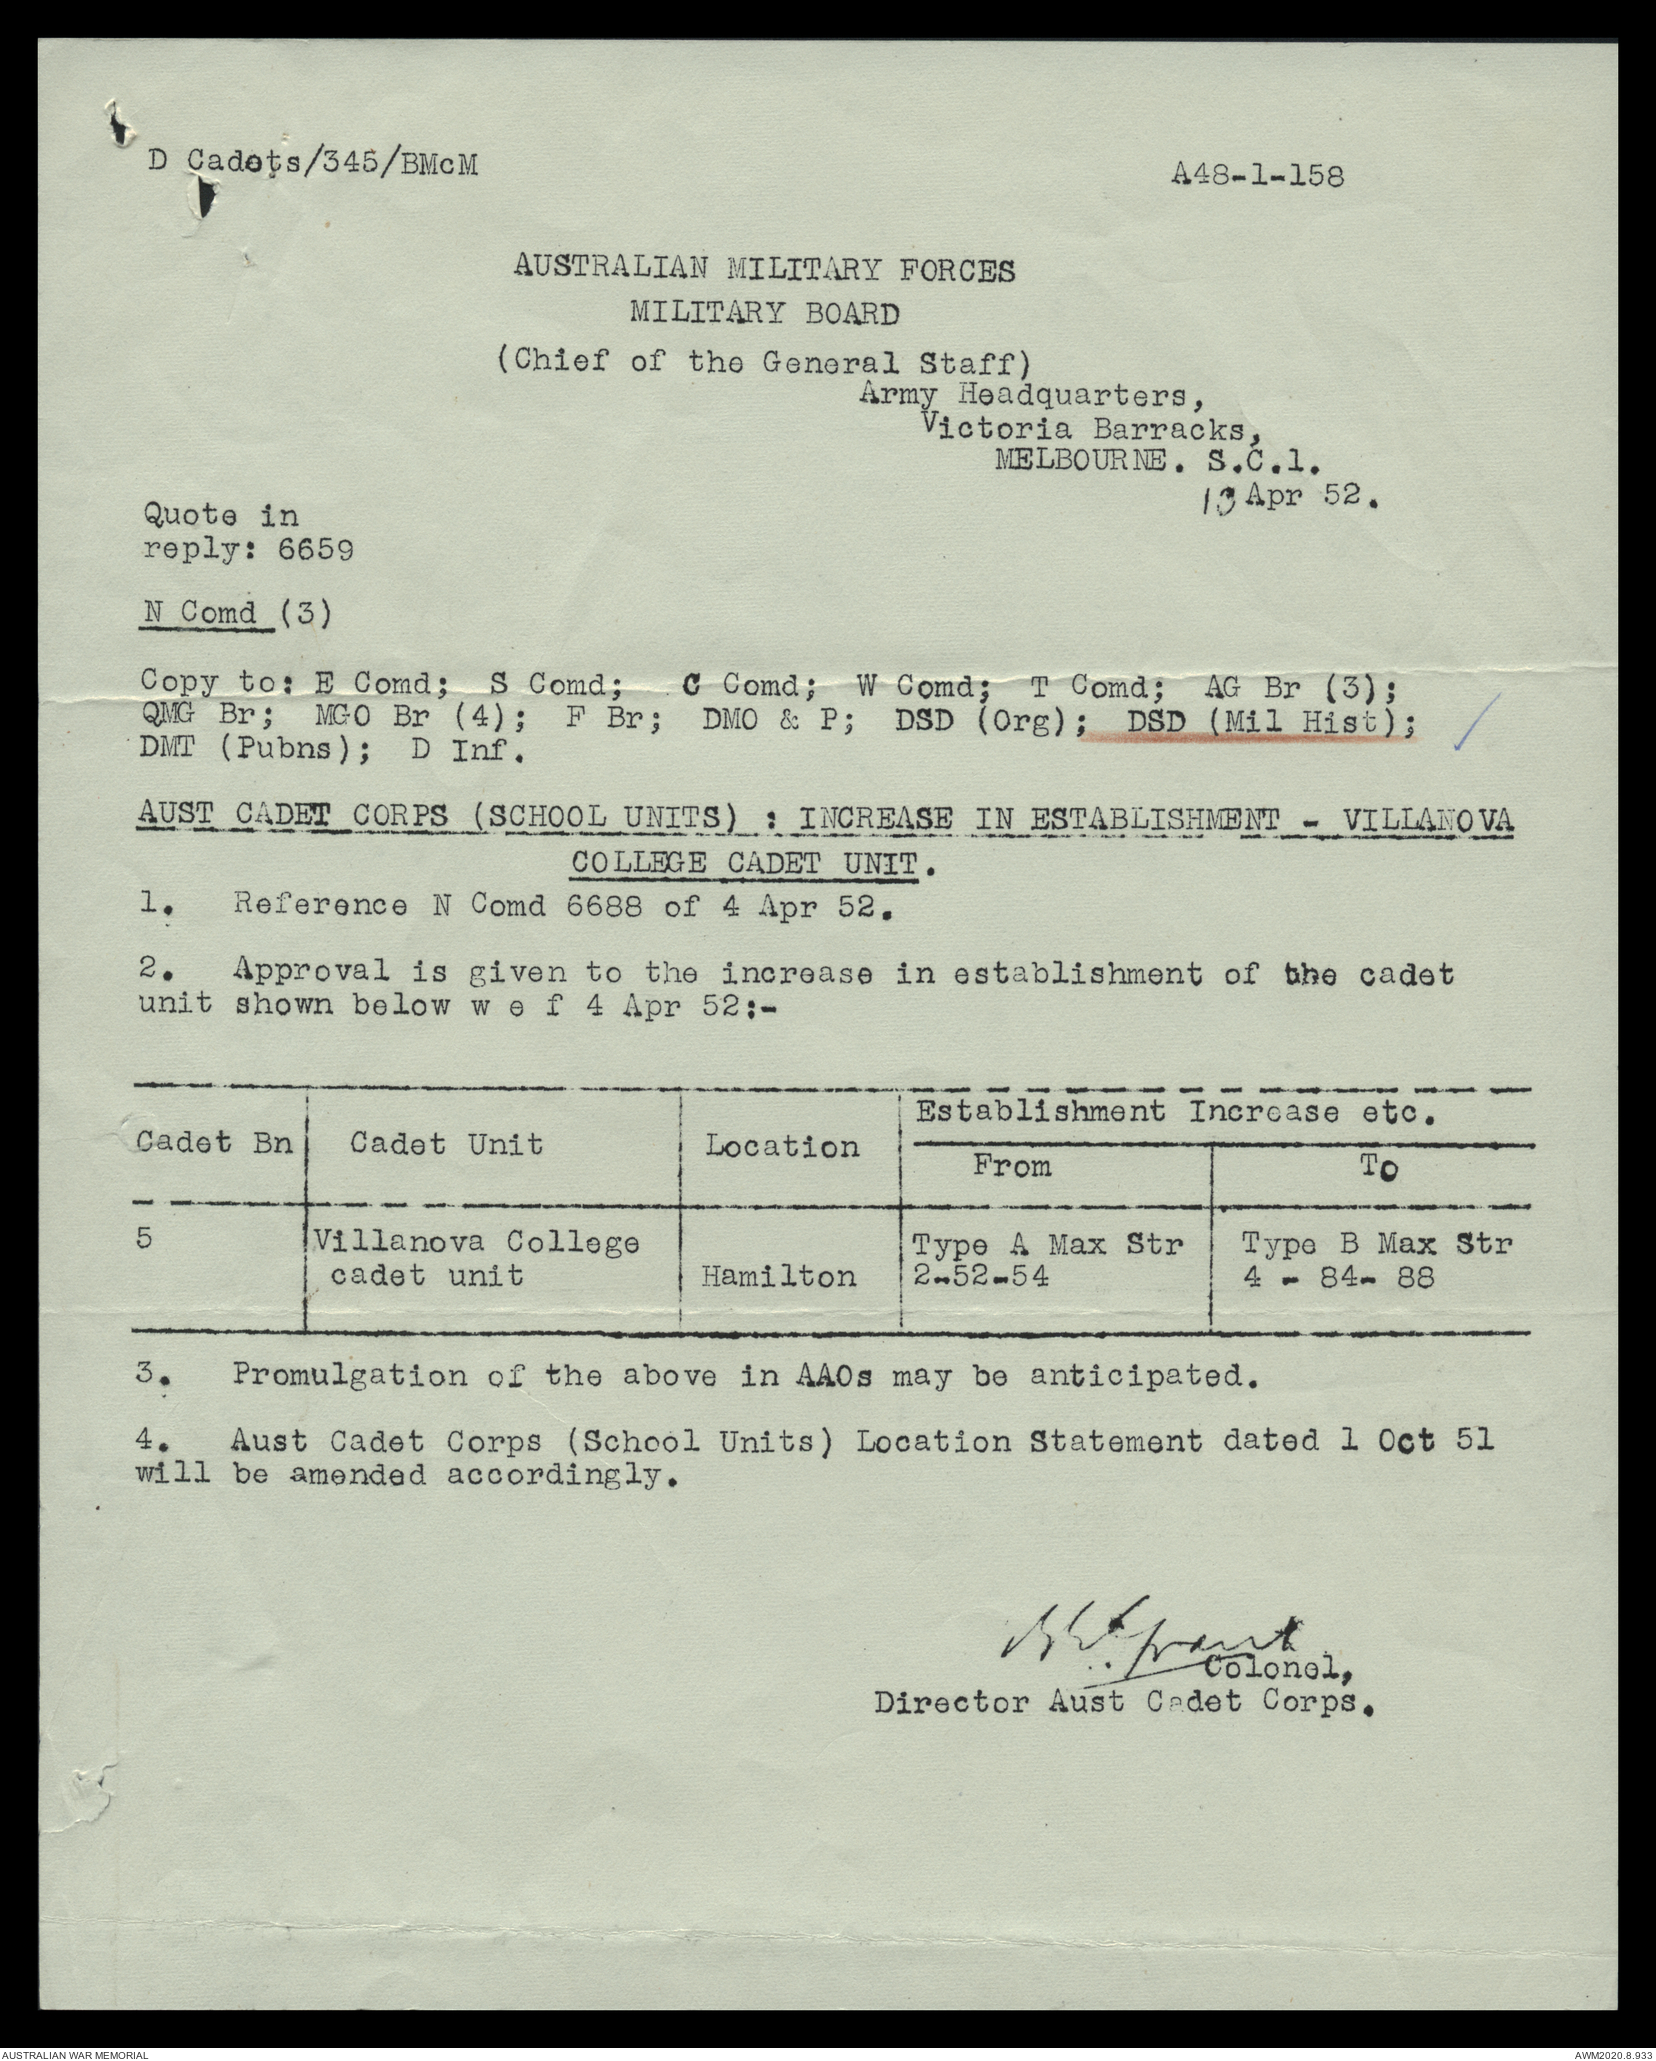 D Cadets/345/BMcM
A48-1-158
AUSTRALIAN MILITARY FORCES
MILITARY BOARD
(Chief of the General Staff)
Army Headquarters,
Victoria Barracks,
MELBOURNE. S.C.1.
13 Apr 52.
Quote in
reply: 6659
N Comd (3)
Copy to: E Comd; S Comd; C Comd; W Comd; T Comd; AG Br (3);
QMG Br; MGO Br (4); F Br; DMO & P; DSD (Org); DSD (Mil Hist);
DMT (Pubns); D Inf.
AUST CADET CORPS (SCHOOL UNITS) : INCREASE IN ESTABLISHMENT - VILLANOVA
COLLEGE CADET UNIT.
1. Reference N Comd 6688 of 4 Apr 52.
2. Approval is given to the increase in establishment of the cadet
unit shown below w e f 4 Apr 52:-
Establishment Increase etc.
Cadet Bn Cadet Unit Location
From To
5 Villanova College Type A Max Str Type B Max Str
cadet unit Hamilton 2-52-54 4 - 84- 88
3. Promulgation of the above in AAOs may be anticipated.
4. Aust Cadet Corps (School Units) Location Statement dated 1 Oct 51
will be amended accordingly.
Grant
Colonel,
Director Aust Cadet Corps.
AUSTRALIAN WAR MEMORIAL
AWM2020.8.933